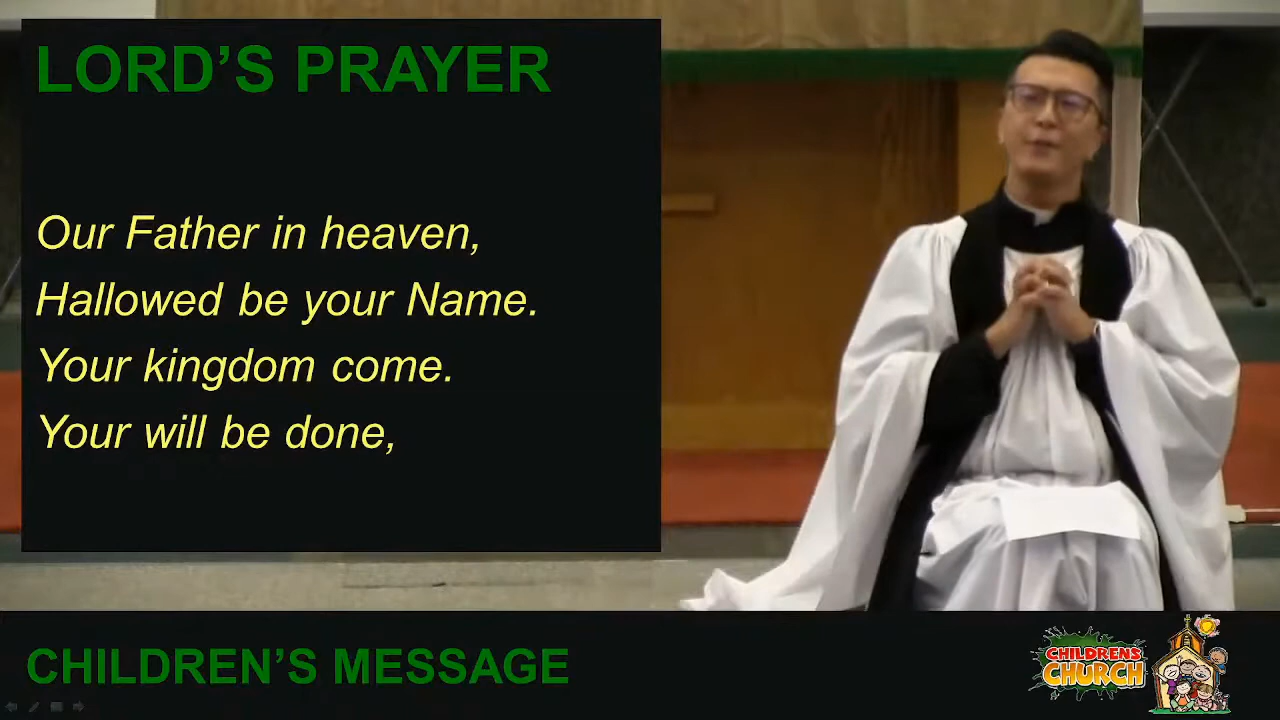 LORD’S PRAYER
Our Father in heaven,
Hallowed be your Name.
Your kingdom come.
Your will be done,
CHILDREN’S MESSAGE
CHILDRENS
CHURCH